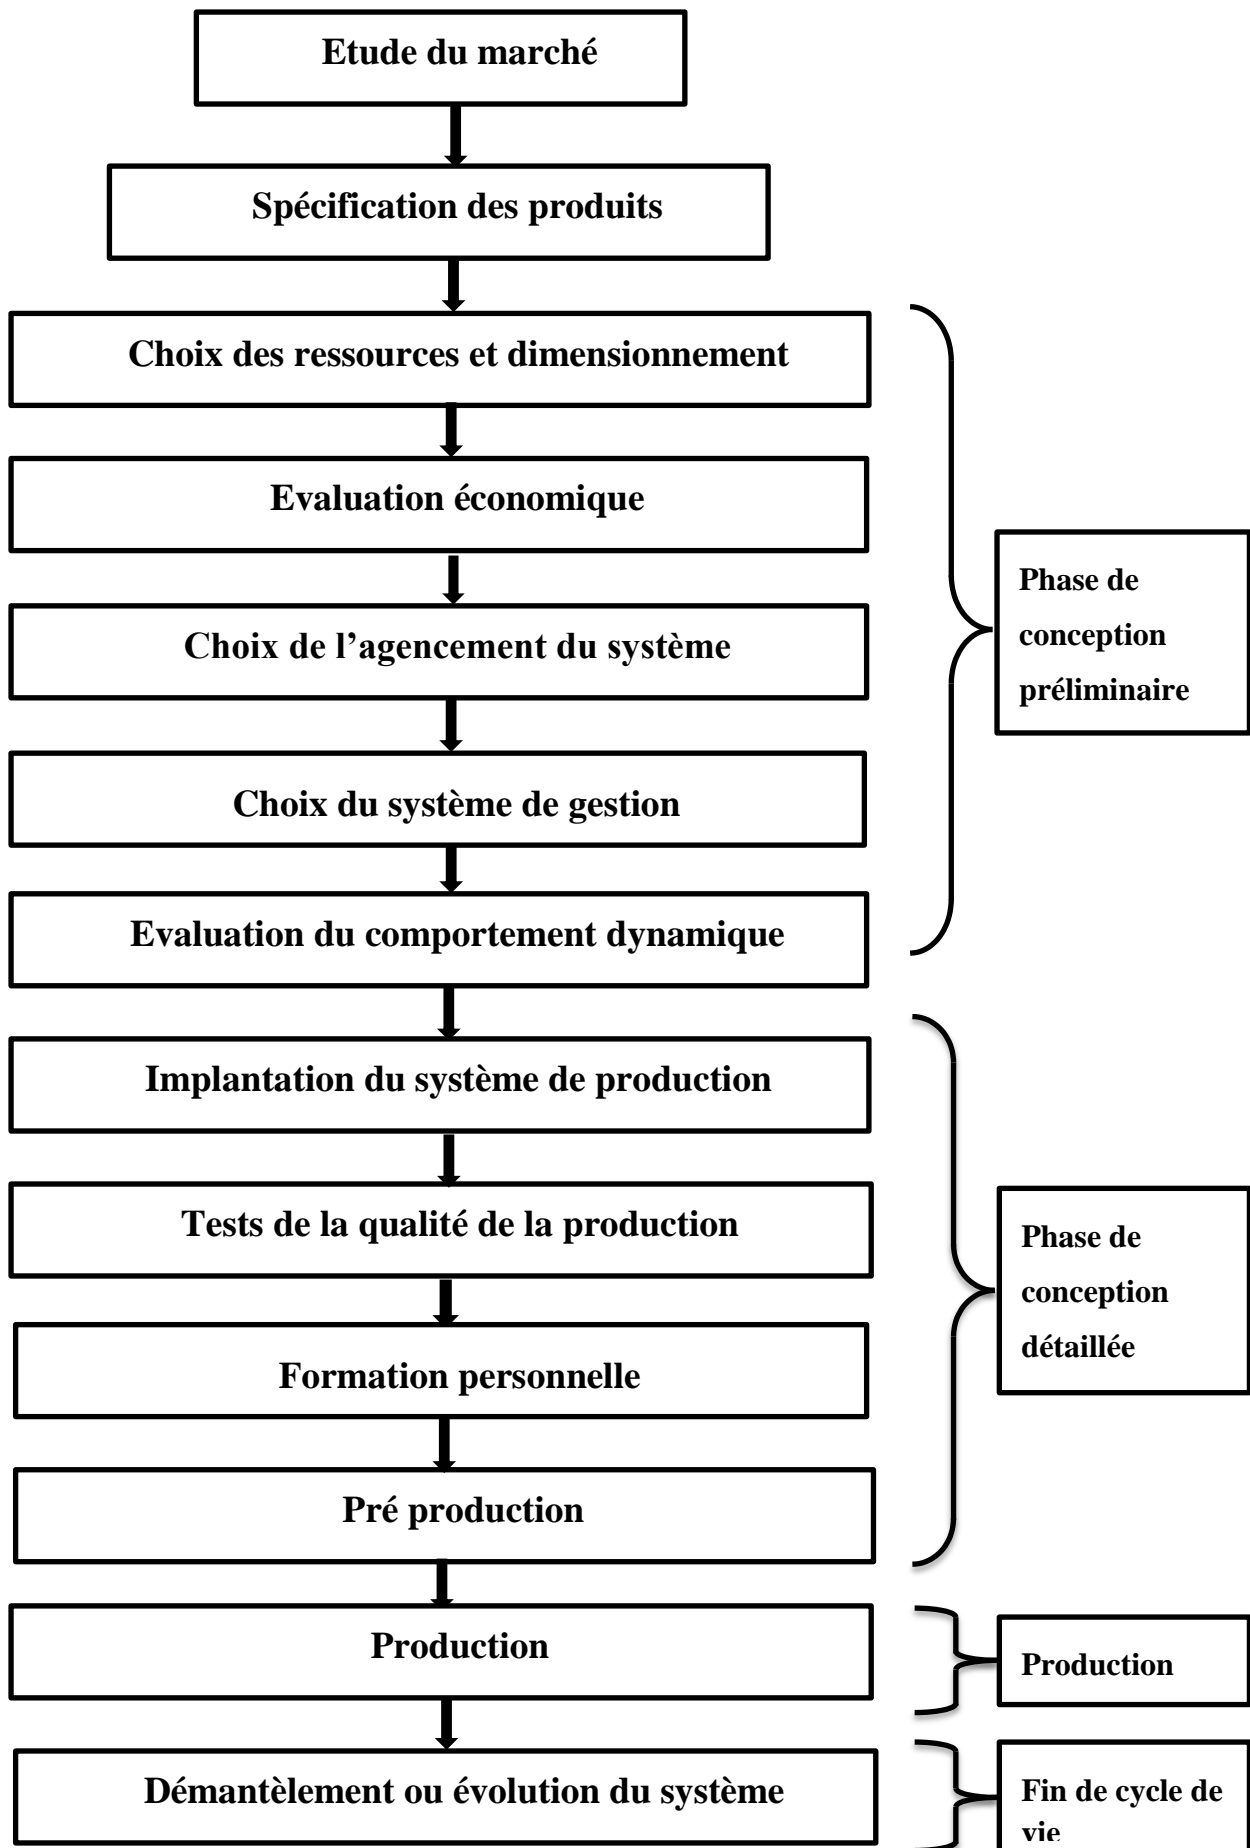 Etude du marché
Spécification des produits
Choix des ressources et dimensionnement
Evaluation économique
Choix de l’agencement du système
Choix du système de gestion
Evaluation du comportement dynamique
Phase de
conception
préliminaire
Implantation du système de production
Tests de la qualité de la production
Formation personnelle
Pré production
Phase de
conception
détaillée
Production
Production
Démantèlement ou évolution du système
Fin de cycle de
vie